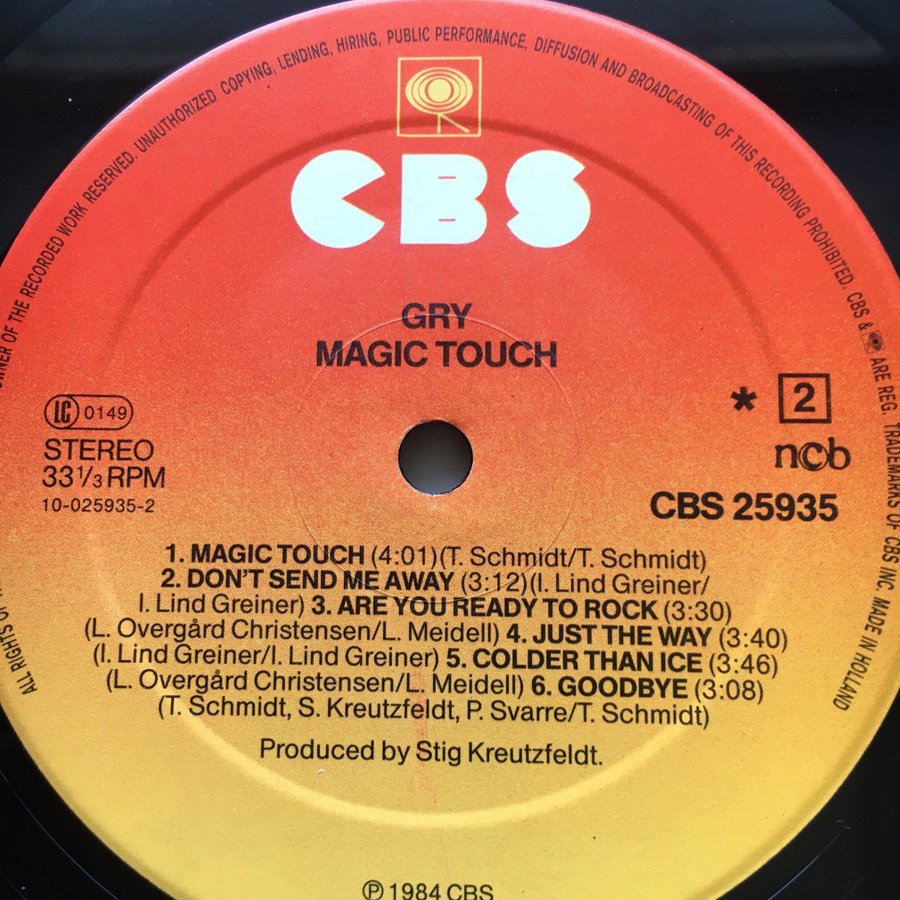 OWNER OF THE RECORDED WORK RESERVED. UNAUTHORIZED COPYING, LENDING, HIRING, PUBLIC PERFORMANCE, DIFFUSION AND BROADCASTING OF THIS RECORDING PROHIBITED. CBS & ARE REG. TRADEMARKS OF CBS INC. MADE IN HOLLAND
CBS
GRY
MAGIC TOUCH
LC 0149
* 2
STEREO
ncb
33 1/3 RPM
10-025935-2
CBS 25935
1. MAGIC TOUCH (4:01)(T. Schmidt/T. Schmidt)
2. DON'T SEND ME AWAY (3:12)(I. Lind Greiner/
I. Lind Greiner) 3. ARE YOU READY TO ROCK (3:30)
(L. Overgård Christensen/L. Meidell) 4. JUST THE WAY (3:40)
(I. Lind Greiner/I. Lind Greiner) 5. COLDER THAN ICE (3:46)
(L. Overgård Christensen/L. Meidell) 6. GOODBYE (3:08)
(T. Schmidt, S. Kreutzfeldt, P. Svarre/T. Schmidt)
Produced by Stig Kreutzfeldt.
ALL RIGHTS OF
℗ 1984 CBS